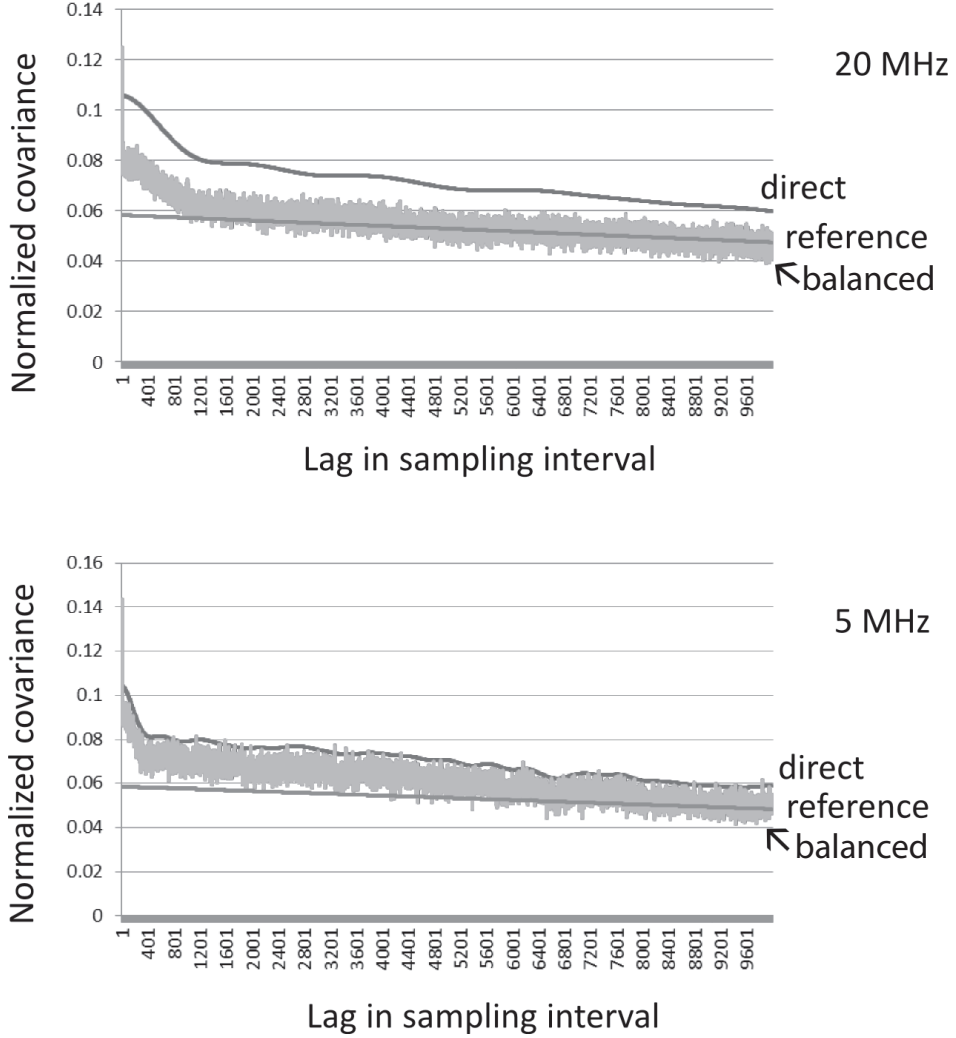 0.14
0.12
0.1
0.08
0.06
0.04
0.02
0
Normalized covariance
20 MHz
direct
reference
balanced
1 401 801 1201 1601 2001 2401 2801 3201 3601 4001 4401 4801 5201 5601 6001 6401 6801 7201 7601 8001 8401 8801 9201 9601
Lag in sampling interval
0.16
0.14
0.12
0.1
0.08
0.06
0.04
0.02
0
Normalized covariance
5 MHz
direct
reference
balanced
1 401 801 1201 1601 2001 2401 2801 3201 3601 4001 4401 4801 5201 5601 6001 6401 6801 7201 7601 8001 8401 8801 9201 9601
Lag in sampling interval